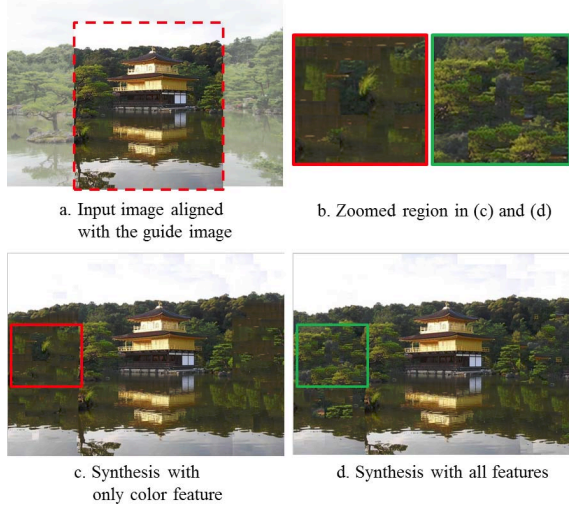 a. Input image aligned
with the guide image
b. Zoomed region in (c) and (d)
c. Synthesis with
only color feature
d. Synthesis with all features